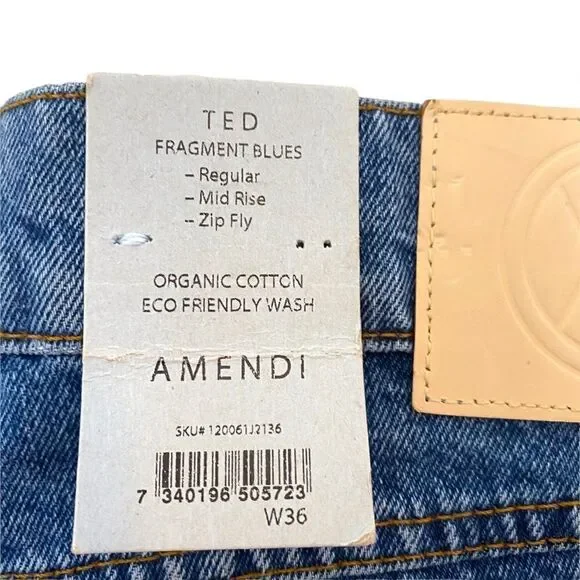 TED
FRAGMENT BLUES
– Regular
– Mid Rise
– Zip Fly
ORGANIC COTTON
ECO FRIENDLY WASH
AMENDI
SKU# 120061J2136
7 340196 505723
W36